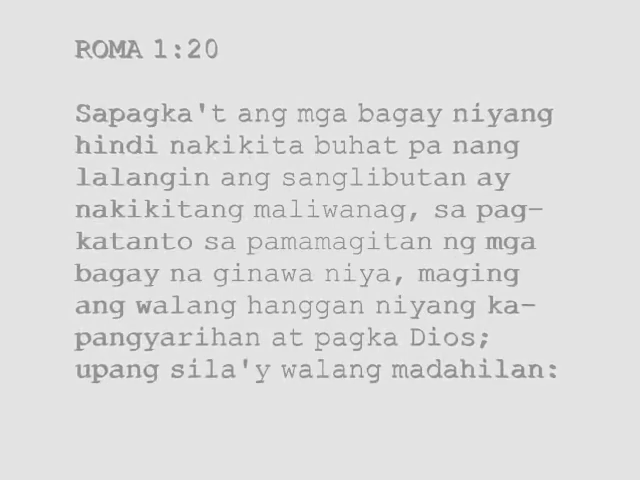 ROMA 1:20
Sapagka't ang mga bagay niyang
hindi nakikita buhat pa nang
lalangin ang sanglibutan ay
nakikitang maliwanag, sa pag-
katanto sa pamamagitan ng mga
bagay na ginawa niya, maging
ang walang hanggan niyang ka-
pangyarihan at pagka Dios;
upang sila'y walang madahilan: